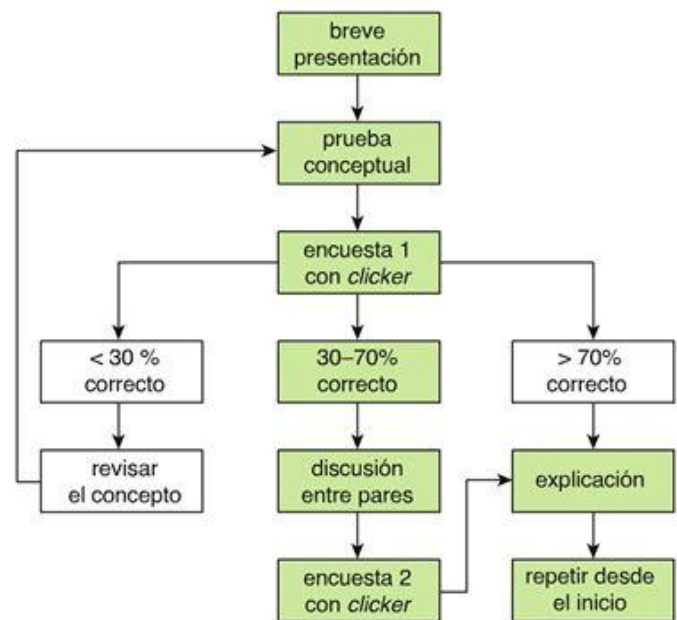 breve
presentación
prueba
conceptual
encuesta 1
con clicker
< 30 %
correcto
30–70%
correcto
> 70%
correcto
revisar
el concepto
discusión
entre pares
explicación
encuesta 2
con clicker
repetir desde
el inicio